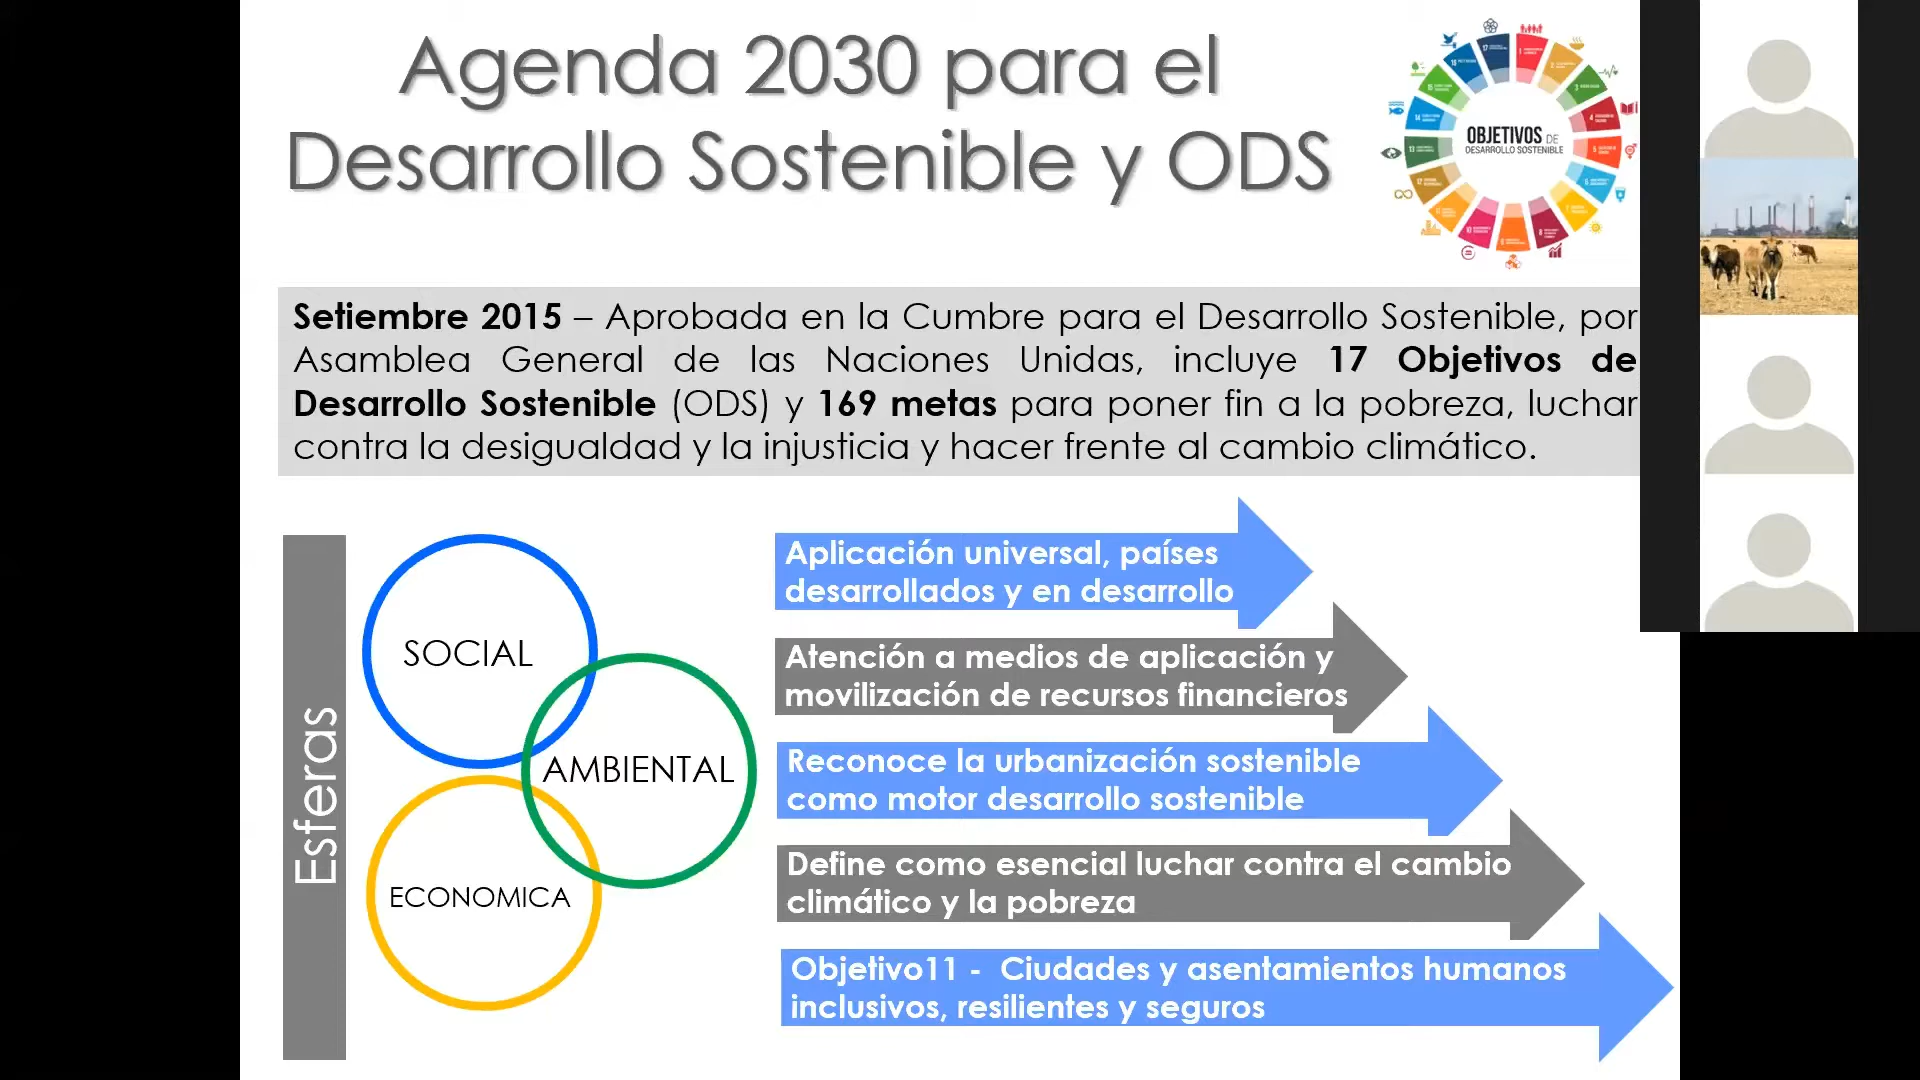 Agenda 2030 para el
Desarrollo Sostenible y ODS
OBJETIVOS DE
DESARROLLO SOSTENIBLE
Setiembre 2015 – Aprobada en la Cumbre para el Desarrollo Sostenible, por
Asamblea General de las Naciones Unidas, incluye 17 Objetivos de
Desarrollo Sostenible (ODS) y 169 metas para poner fin a la pobreza, luchar
contra la desigualdad y la injusticia y hacer frente al cambio climático.
Esferas
SOCIAL
AMBIENTAL
ECONOMICA
Aplicación universal, países
desarrollados y en desarrollo
Atención a medios de aplicación y
movilización de recursos financieros
Reconoce la urbanización sostenible
como motor desarrollo sostenible
Define como esencial luchar contra el cambio
climático y la pobreza
Objetivo11 - Ciudades y asentamientos humanos
inclusivos, resilientes y seguros